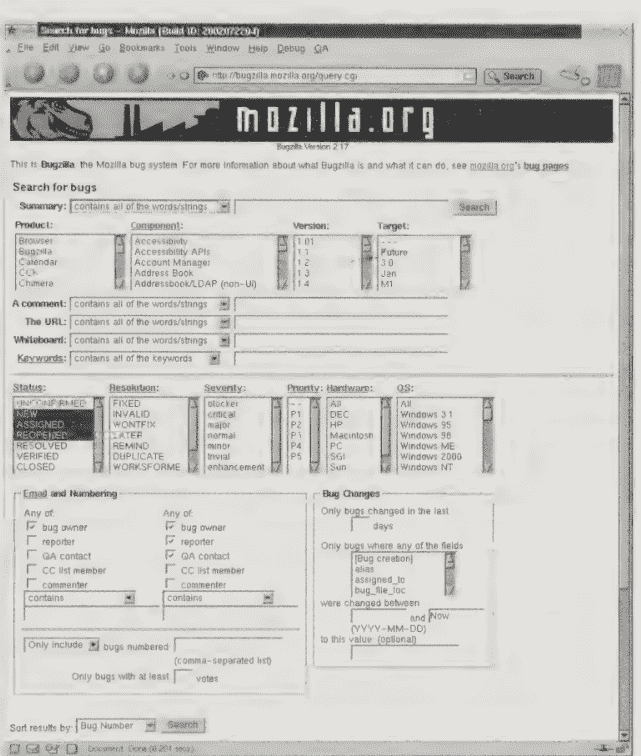 Search for bugs - Mozilla {Build ID: 2002072204}
File Edit View Go Bookmarks Tools Window Help Debug QA
http://bugzilla.mozilla.org/query.cgi Search
mozilla.org
Bugzilla Version 2.17
This is Bugzilla: the Mozilla bug system. For more information about what Bugzilla is and what it can do, see mozilla.org's bug pages
Search for bugs
Summary: contains all of the words/strings Search
Product: Component: Version: Target:
Browser Accessibility 1.01 ---
Bugzilla Accessibility APIs 1.1 Future
Calendar Account Manager 1.2 3.0
CCK Address Book 1.3 Jan
Chimera Addressbook/LDAP (non-UI) 1.4 M1
A comment: contains all of the words/strings
The URL: contains all of the words/strings
Whiteboard: contains all of the words/strings
Keywords: contains all of the keywords
Status: Resolution: Severity: Priority: Hardware: OS:
UNCONFIRMED FIXED blocker -- All All
NEW INVALID critical P1 DEC Windows 3.1
ASSIGNED WONTFIX major P2 HP Windows 95
REOPENED LATER normal P3 Macintosh Windows 98
RESOLVED REMIND minor P4 PC Windows ME
VERIFIED DUPLICATE trivial P5 SGI Windows 2000
CLOSED WORKSFORME enhancement Sun Windows NT
Email and Numbering Bug Changes
Any of: Any of: Only bugs changed in the last
bug owner bug owner days
reporter reporter Only bugs where any of the fields
QA contact QA contact [Bug creation]
CC list member CC list member alias
commenter commenter assigned_to
contains contains bug_file_loc
were changed between
and Now
(YYYY-MM-DD)
to this value: (optional)
Only include bugs numbered
(comma-separated list)
Only bugs with at least votes
Sort results by: Bug Number Search
Document: Done (8.201 secs)